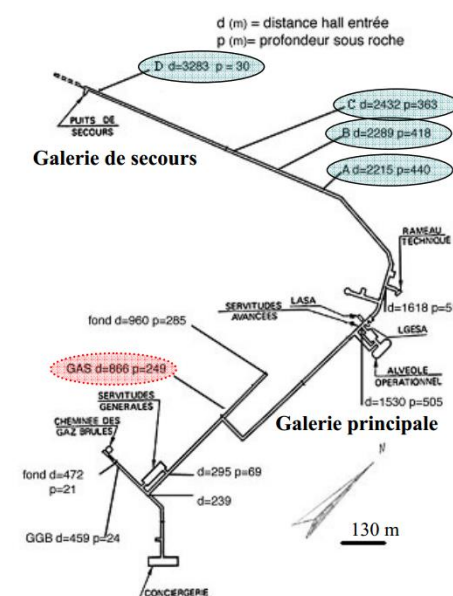 d (m) = distance hall entrée
p (m)= profondeur sous roche
D d=3283 p = 30
C d=2432 p=363
B d=2289 p=418
A d=2215 p=440
PUITS DE
SECOURS
Galerie de secours
RAMEAU
TECHNIQUE
LASA
SERVITUDES
AVANCÉES
d=1618 p=5
LGESA
fond d=960 p=285
ALVEOLE
OPERATIONNEL
GAS d=866 p=249
d=1530 p=505
SERVITUDES
GENERALES
Galerie principale
CHEMINEE DES
GAZ BRULES
fond d=472
p=21
d=295 p=69
d=239
N
GGB d=459 p=24
130 m
CONCIERGERIE